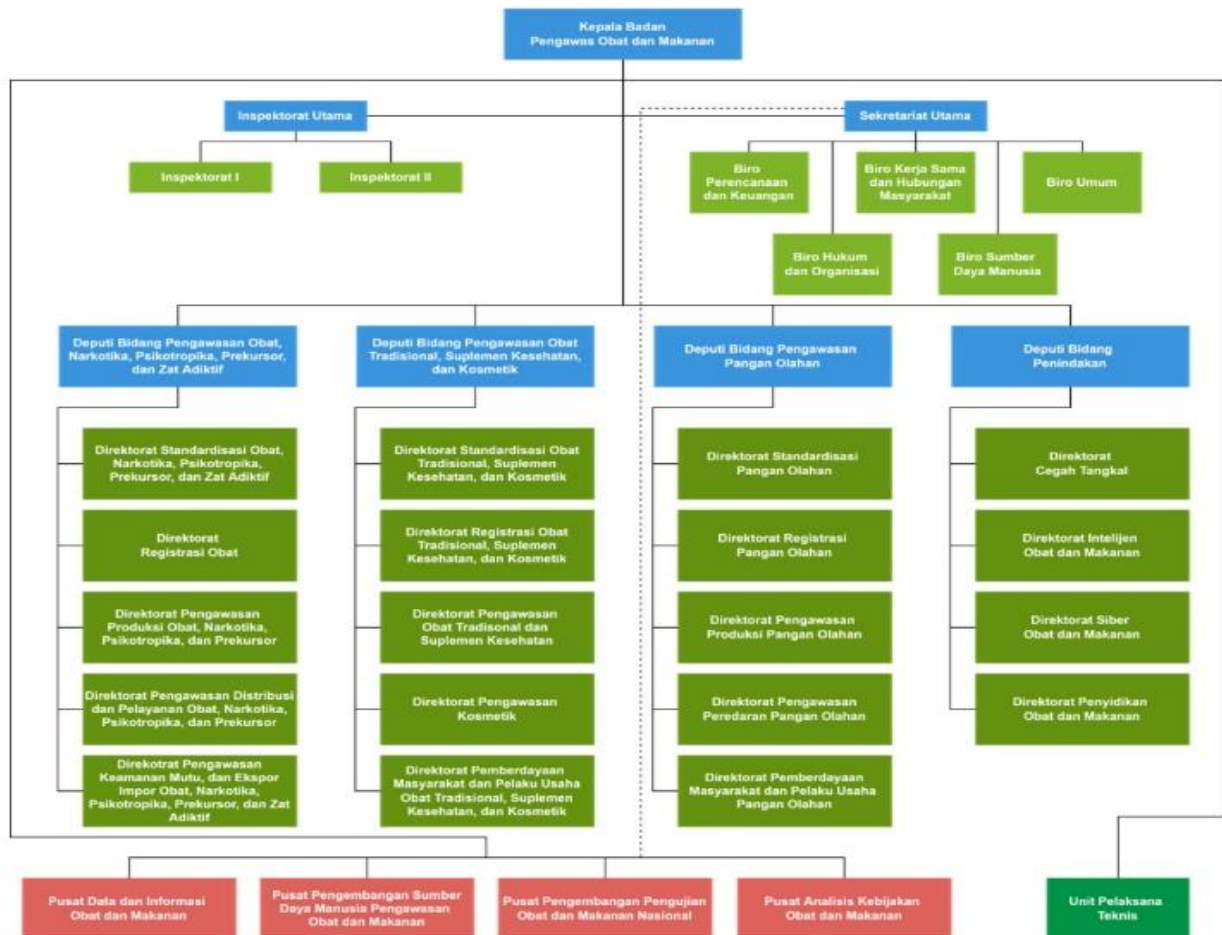 Kepala Badan
Pengawas Obat dan Makanan
Inspektorat Utama
Sekretariat Utama
Inspektorat I
Inspektorat II
Biro
Perencanaan
dan Keuangan
Biro Kerja Sama
dan Hubungan
Masyarakat
Biro Umum
Biro Hukum
dan Organisasi
Biro Sumber
Daya Manusia
Deputi Bidang Pengawasan Obat,
Narkotika, Psikotropika, Prekursor,
dan Zat Adiktif
Deputi Bidang Pengawasan Obat
Tradisional, Suplemen Kesehatan,
dan Kosmetik
Deputi Bidang Pengawasan
Pangan Olahan
Deputi Bidang
Penindakan
Direktorat Standardisasi Obat,
Narkotika, Psikotropika,
Prekursor, dan Zat Adiktif
Direktorat Standardisasi Obat
Tradisional, Suplemen
Kesehatan, dan Kosmetik
Direktorat Standardisasi
Pangan Olahan
Direktorat
Cegah Tangkal
Direktorat
Registrasi Obat
Direktorat Registrasi Obat
Tradisional, Suplemen
Kesehatan, dan Kosmetik
Direktorat Registrasi
Pangan Olahan
Direktorat Intelijen
Obat dan Makanan
Direktorat Pengawasan
Produksi Obat, Narkotika,
Psikotropika, dan Prekursor
Direktorat Pengawasan
Obat Tradisonal dan
Suplemen Kesehatan
Direktorat Pengawasan
Produksi Pangan Olahan
Direktorat Siber
Obat dan Makanan
Direktorat Pengawasan Distribusi
dan Pelayanan Obat, Narkotika,
Psikotropika, dan Prekursor
Direktorat Pengawasan
Kosmetik
Direktorat Pengawasan
Peredaran Pangan Olahan
Direktorat Penyidikan
Obat dan Makanan
Direkotrat Pengawasan
Keamanan Mutu, dan Ekspor
Impor Obat, Narkotika,
Psikotropika, Prekursor, dan Zat
Adiktif
Direktorat Pemberdayaan
Masyarakat dan Pelaku Usaha
Obat Tradisional, Suplemen
Kesehatan, dan Kosmetik
Direktorat Pemberdayaan
Masyarakat dan Pelaku Usaha
Pangan Olahan
Pusat Data dan Informasi
Obat dan Makanan
Pusat Pengembangan Sumber
Daya Manusia Pengawasan
Obat dan Makanan
Pusat Pengembangan Pengujian
Obat dan Makanan Nasional
Pusat Analisis Kebijakan
Obat dan Makanan
Unit Pelaksana
Teknis